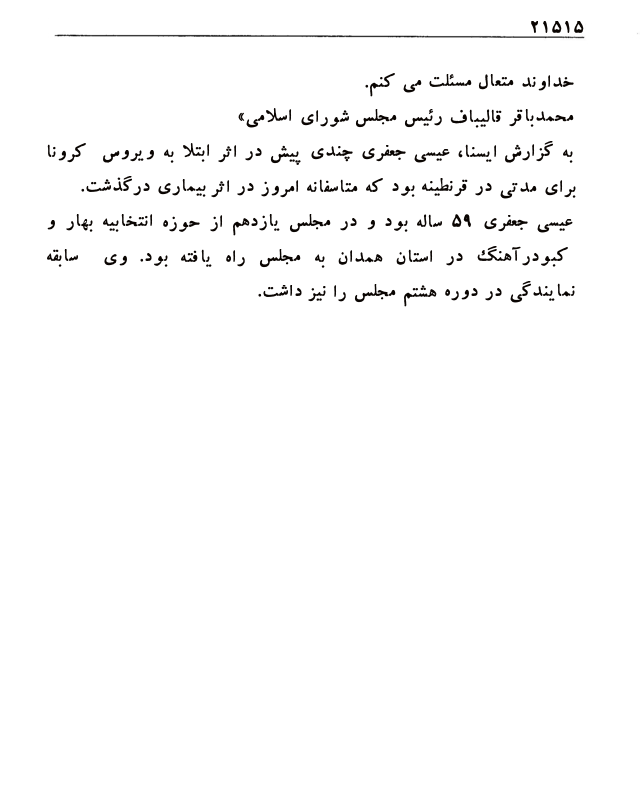 ۲۱۵۱۵
خداوند متعال مسئلت می کنم.
محمدباقر قالیباف رئیس مجلس شورای اسلامی»
به گزارش ایسنا، عیسی جعفری چندی پیش در اثر ابتلا به ویروس کرونا
برای مدتی در قرنطینه بود که متاسفانه امروز در اثر بیماری درگذشت.
عیسی جعفری ۵۹ ساله بود و در مجلس یازدهم از حوزه انتخابیه بهار و
کبودرآهنگ در استان همدان به مجلس راه یافته بود. وی سابقه
نمایندگی در دوره هشتم مجلس را نیز داشت.